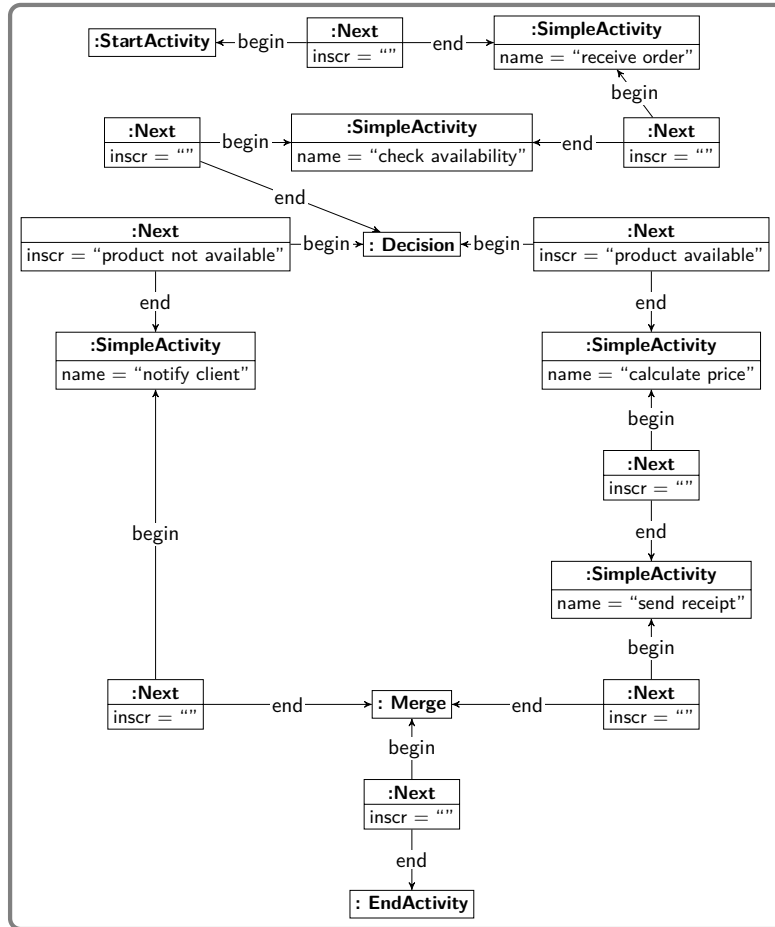 :StartActivity
begin
:Next
inscr = “”
end
:SimpleActivity
name = “receive order”
begin
:Next
inscr = “”
begin
:SimpleActivity
name = “check availability”
end
:Next
inscr = “”
end
:Next
inscr = “product not available”
begin
: Decision
begin
:Next
inscr = “product available”
end
end
:SimpleActivity
name = “notify client”
:SimpleActivity
name = “calculate price”
begin
:Next
inscr = “”
begin
end
:SimpleActivity
name = “send receipt”
begin
:Next
inscr = “”
end
: Merge
end
:Next
inscr = “”
begin
:Next
inscr = “”
end
: EndActivity